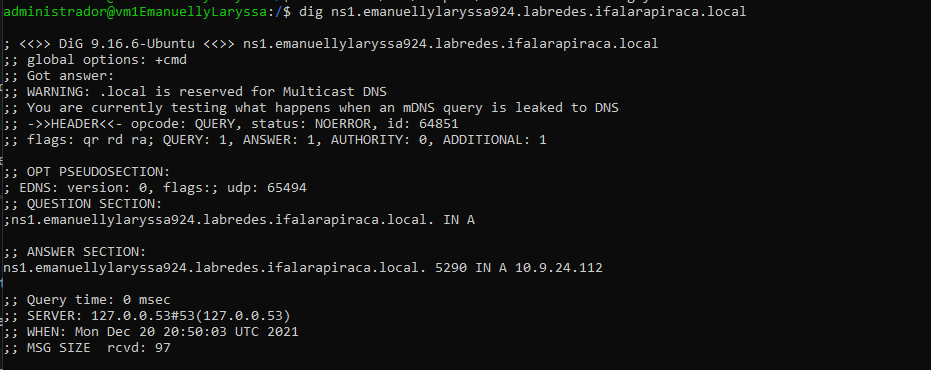 administrador@vm1EmanuellyLaryssa:/$ dig ns1.emanuellylaryssa924.labredes.ifalarapiraca.local
; <<>> DiG 9.16.6-Ubuntu <<>> ns1.emanuellylaryssa924.labredes.ifalarapiraca.local
;; global options: +cmd
;; Got answer:
;; WARNING: .local is reserved for Multicast DNS
;; You are currently testing what happens when an mDNS query is leaked to DNS
;; ->>HEADER<<- opcode: QUERY, status: NOERROR, id: 64851
;; flags: qr rd ra; QUERY: 1, ANSWER: 1, AUTHORITY: 0, ADDITIONAL: 1
;; OPT PSEUDOSECTION:
; EDNS: version: 0, flags:; udp: 65494
;; QUESTION SECTION:
;ns1.emanuellylaryssa924.labredes.ifalarapiraca.local. IN A
;; ANSWER SECTION:
ns1.emanuellylaryssa924.labredes.ifalarapiraca.local. 5290 IN A 10.9.24.112
;; Query time: 0 msec
;; SERVER: 127.0.0.53#53(127.0.0.53)
;; WHEN: Mon Dec 20 20:50:03 UTC 2021
;; MSG SIZE  rcvd: 97